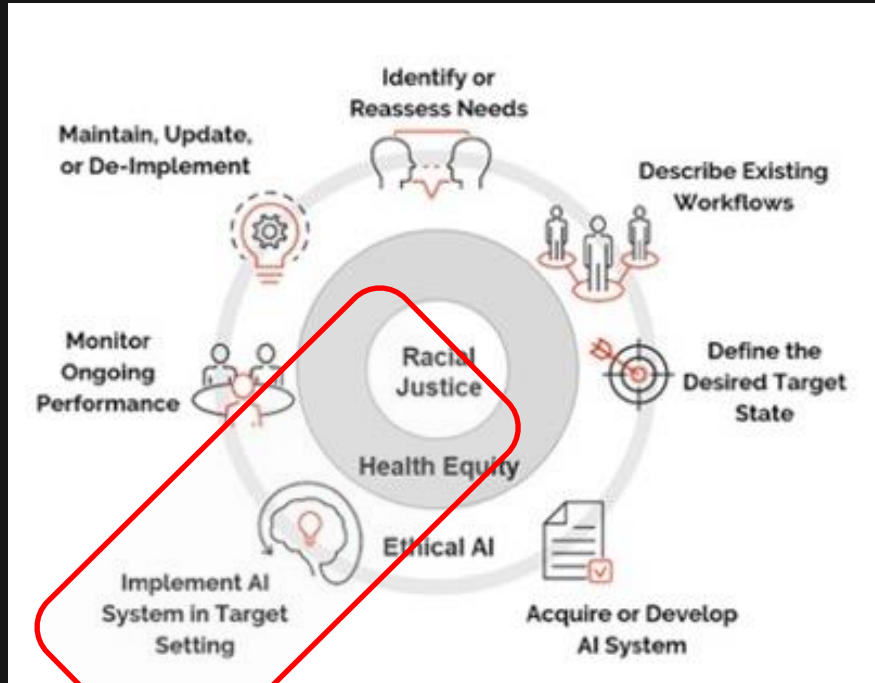 Identify or
Reassess Needs
Maintain, Update,
or De-Implement
Describe Existing
Workflows
Monitor
Ongoing
Performance
Racial
Justice
Define the
Desired Target
State
Health Equity
Ethical AI
Implement AI
System in Target
Setting
Acquire or Develop
AI System